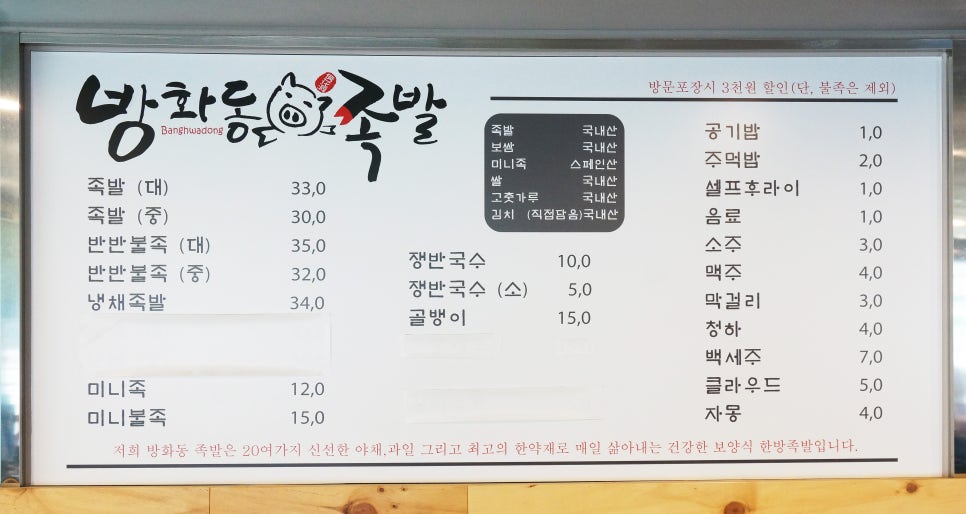 방화동족발
Banghwadong
족발 (대) 33,0
족발 (중) 30,0
반반불족 (대) 35,0
반반불족 (중) 32,0
냉채족발 34,0
미니족 12,0
미니불족 15,0
족발 국내산
보쌈 국내산
미니족 스페인산
쌀 국내산
고춧가루 국내산
김치 (직접담음)국내산
쟁반국수 10,0
쟁반국수 (소) 5,0
골뱅이 15,0
방문포장시 3천원 할인(단, 불족은 제외)
공기밥 1,0
주먹밥 2,0
셀프후라이 1,0
음료 1,0
소주 3,0
맥주 4,0
막걸리 3,0
청하 4,0
백세주 7,0
클라우드 5,0
자몽 4,0
저희 방화동 족발은 20여가지 신선한 야채.과일 그리고 최고의 한약재로 매일 삶아내는 건강한 보양식 한방족발입니다.